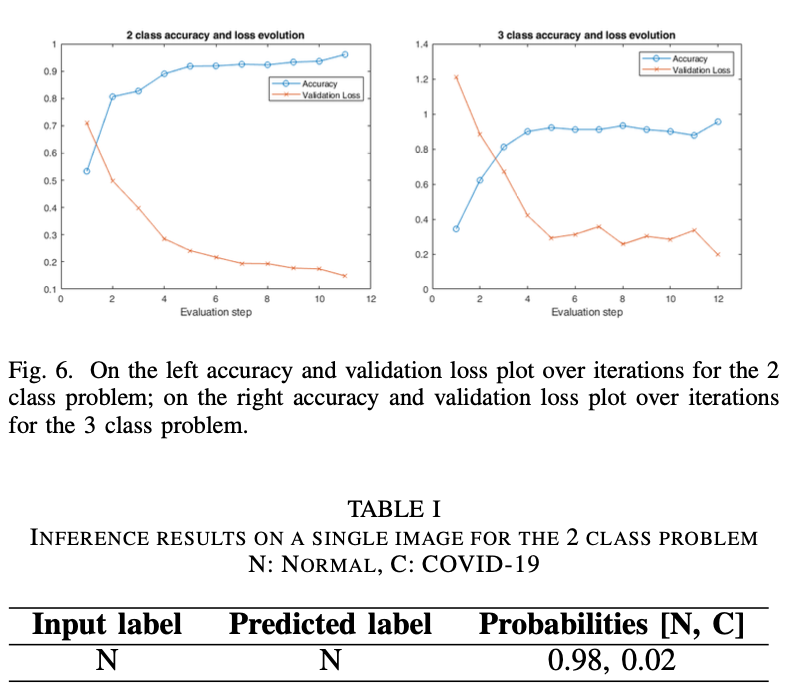 2 class accuracy and loss evolution
1
0.9
0.8
0.7
0.6
0.5
0.4
0.3
0.2
0.1
0 2 4 6 8 10 12
Evaluation step
Accuracy
Validation Loss
3 class accuracy and loss evolution
1.4
1.2
1
0.8
0.6
0.4
0.2
0
0 2 4 6 8 10 12
Evaluation step
Accuracy
Validation Loss
Fig. 6. On the left accuracy and validation loss plot over iterations for the 2
class problem; on the right accuracy and validation loss plot over iterations
for the 3 class problem.
TABLE I
INFERENCE RESULTS ON A SINGLE IMAGE FOR THE 2 CLASS PROBLEM
N: NORMAL, C: COVID-19
Input label Predicted label Probabilities [N, C]
N N 0.98, 0.02